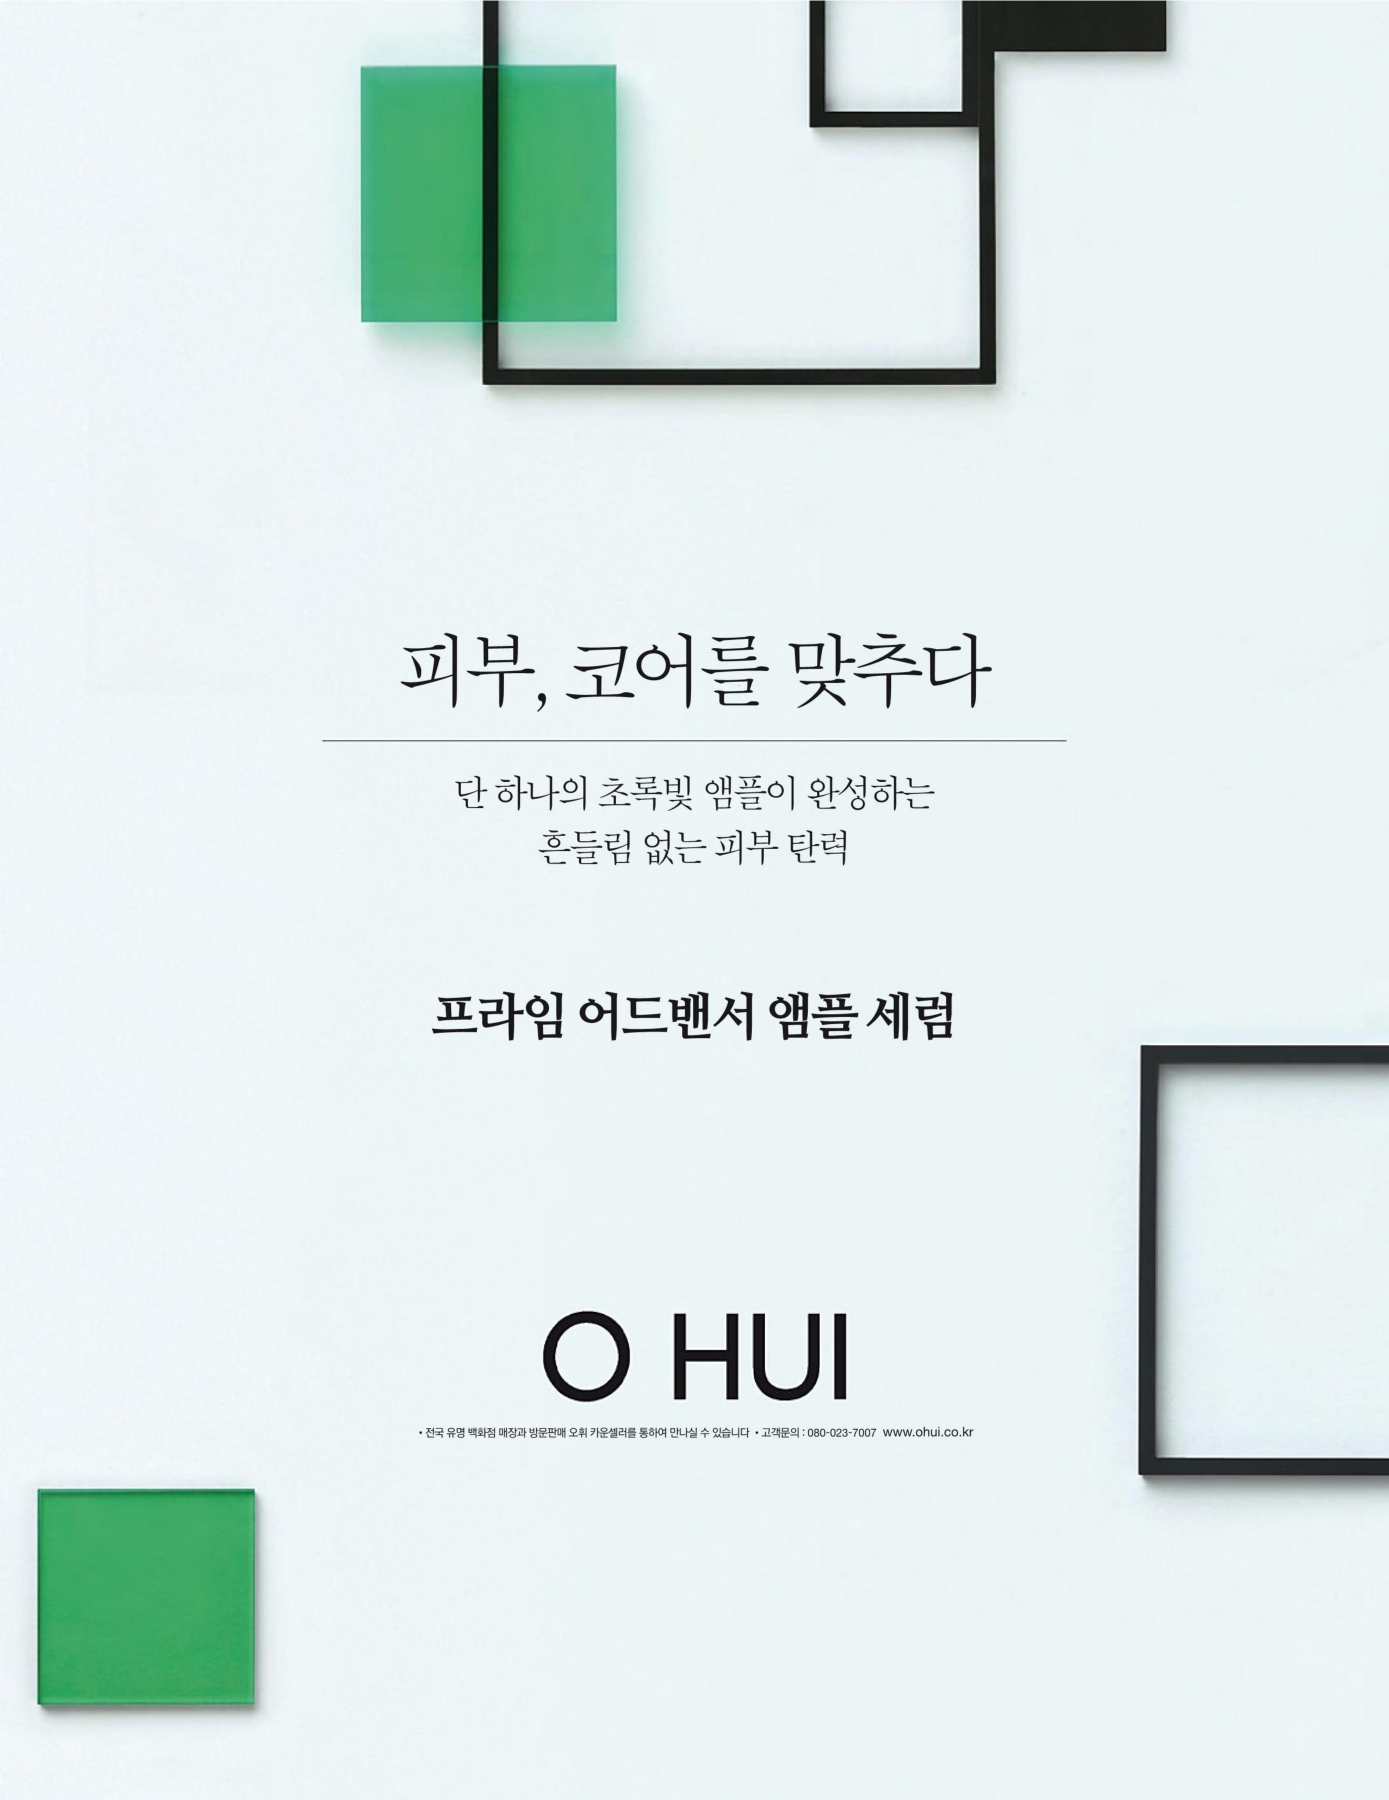 피부, 코어를 맞추다
단 하나의 초록빛 앰플이 완성하는
흔들림 없는 피부 탄력
프라임 어드밴서 앰플 세럼
O HUI
• 전국 유명 백화점 매장과 방문판매 오휘 카운셀러를 통하여 만나실 수 있습니다 • 고객문의 : 080-023-7007 www.ohui.co.kr